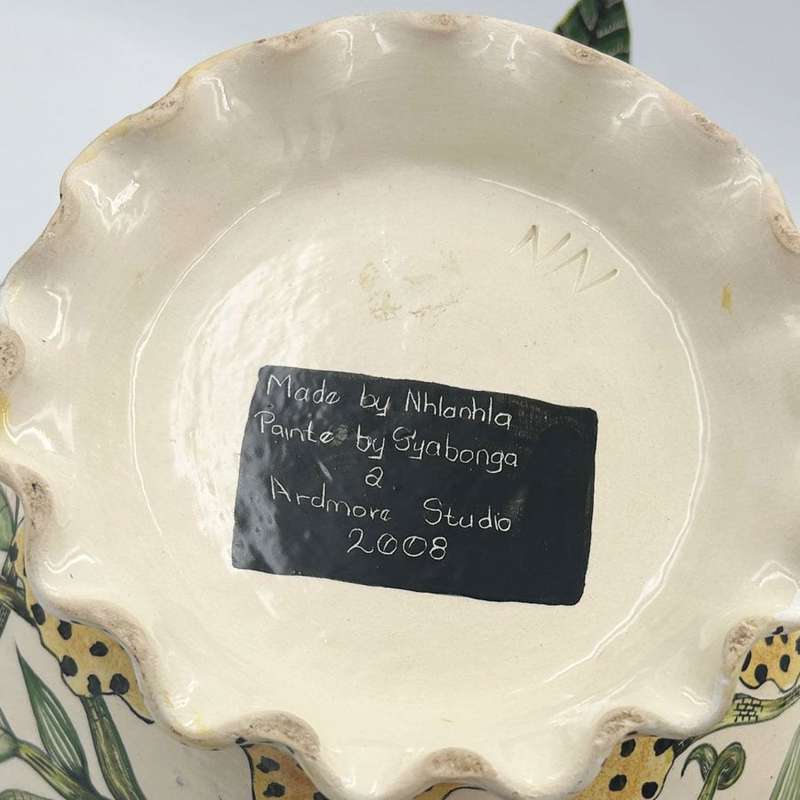 NN
Made by Nhlanhla
Painte by Syabonga
a
Ardmore Studio
2008